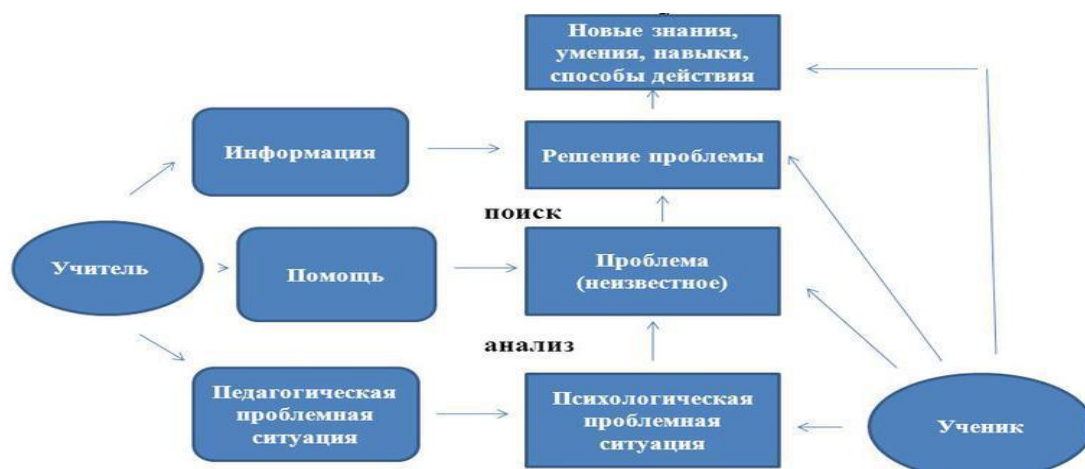 Новые знания,
умения, навыки,
способы действия
Информация
Решение проблемы
поиск
Учитель
Помощь
Проблема
(неизвестное)
анализ
Педагогическая
проблемная
ситуация
Психологическая
проблемная
ситуация
Ученик